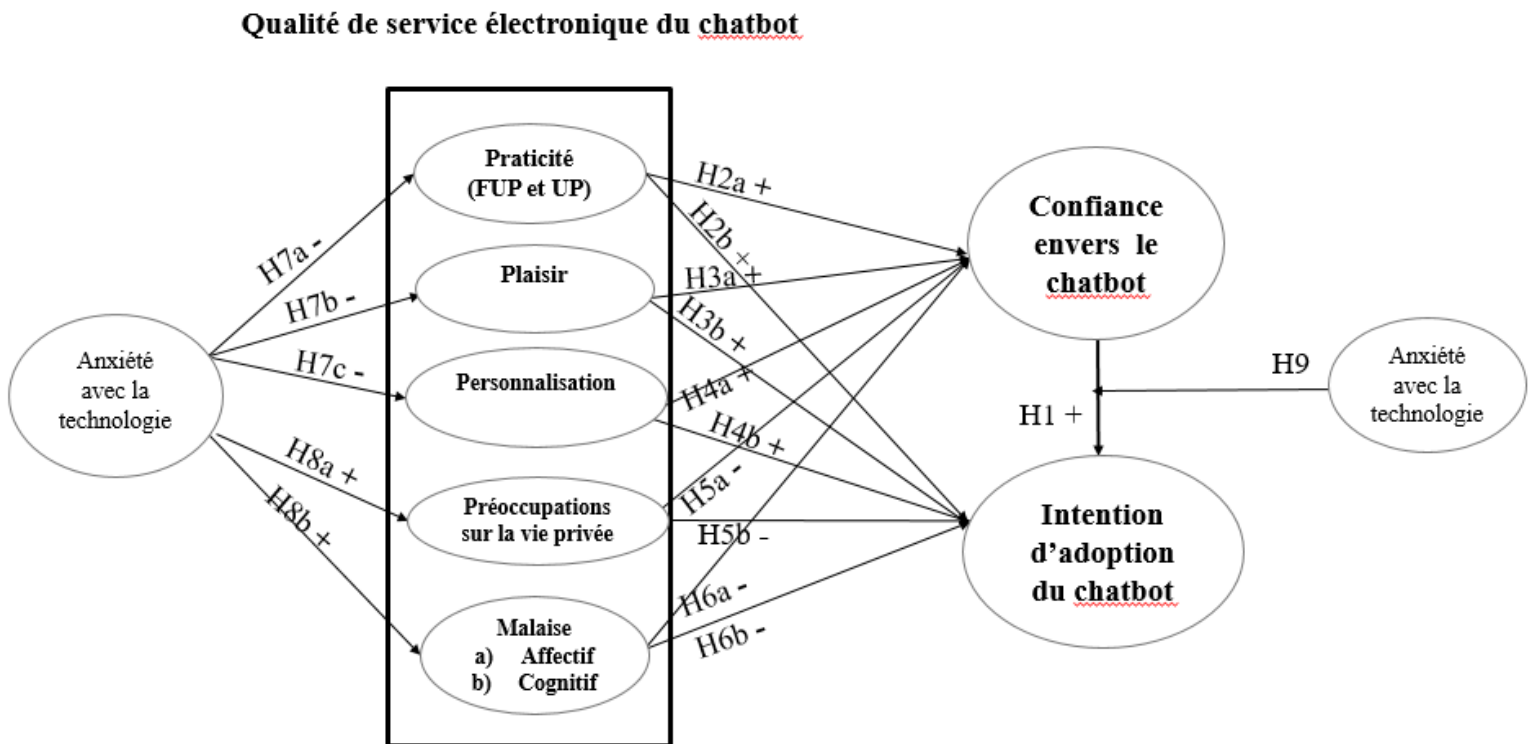 Qualité de service électronique du chatbot
Praticité
(FUP et UP)
Plaisir
Personnalisation
Préoccupations
sur la vie privée
Malaise
a) Affectif
b) Cognitif
Anxiété
avec la
technologie
H7a -
H7b -
H7c -
H8a +
H8b +
H2a +
H2b +
H3a +
H3b +
H4a +
H4b +
H5a -
H5b -
H6a -
H6b -
Confiance
envers le
chatbot
H1 +
H9
Anxiété
avec la
technologie
Intention
d’adoption
du chatbot